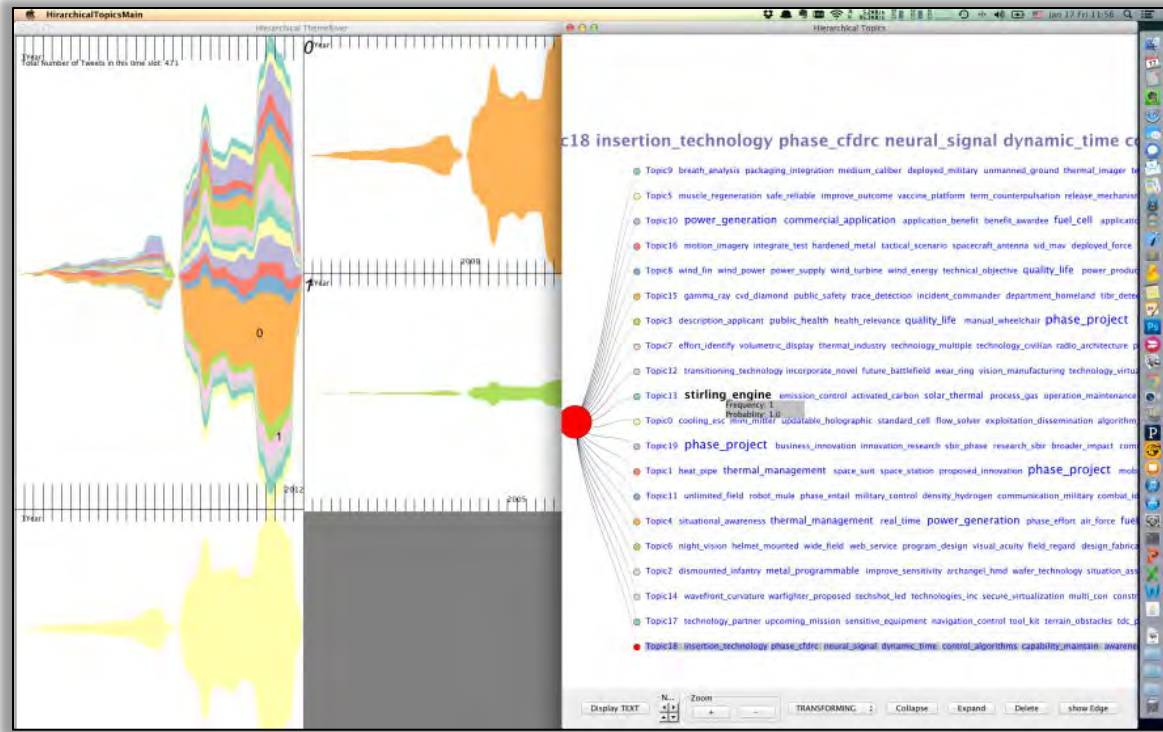 HirarchicalTopicsMain
Jan 17 Fri 11:56
Hierarchical ThemeRiver
Hierarchical Topics
1Year
Total Number of Tweets in this time slot: 471
0
Year
c18 insertion_technology phase_cfdrc neural_signal dynamic_time
Topic9 breath_analysis packaging_integration medium_caliber deployed_military unmanned_ground thermal_imager
Topic5 muscle_regeneration safe_reliable improve_outcome vaccine_platform term_counterpulsation
Topic10 power_generation commercial_application application_benefit benefit_awardee fuel_cell
Topic16 motion_imagery integrate_test hardened_metal tactical_scenario spacecraft_antenna sid_mav deployed_force
2009
1
Year
Topic8 wind_fin wind_power power_supply wind_turbine wind_energy technical_objective quality_life
Topic15 gamma_ray cvd_diamond public_safety trace_detection incident_commander department_homeland
Topic3 description_applicant public_health health_relevance quality_life manual_wheelchair phase_project
0
Topic7 effort_identify volumetric_display thermal_industry technology_multiple technology_civilian radio_architecture
Topic12 transitioning_technology incorporate_novel future_battlefield wear_ring vision_manufacturing
Topic13 stirling_engine emission_control activated_carbon solar_thermal process_gas operation_maintenance
Frequency: 1
Probablity: 1.0
Topic0 cooling_esc mini_mitter updatable_holographic standard_cell flow_solver exploitation_dissemination algorithm
1
Topic19 phase_project business_innovation innovation_research sbir_phase research_sbir broader_impact
Topic1 heat_pipe thermal_management space_suit space_station proposed_innovation phase_project
2012
2005
Topic11 unlimited_field robot_mule phase_entail military_control density_hydrogen communication_military
1Year
Topic4 situational_awareness thermal_management real_time power_generation phase_effort air_force
Topic6 night_vision helmet_mounted wide_field web_service program_design visual_acuity field_regard
Topic2 dismounted_infantry metal_programmable improve_sensitivity archangel_hmd wafer_technology
Topic14 wavefront_curvature warfighter_proposed techshot_led technologies_inc secure_virtualization multi_con
Topic17 technology_partner upcoming_mission sensitive_equipment navigation_control tool_kit terrain_obstacles
Topic18 insertion_technology phase_cfdrc neural_signal dynamic_time control_algorithms capability_maintain
N... Zoom
Display TEXT + - TRANSFORMING Collapse Expand Delete show Edge